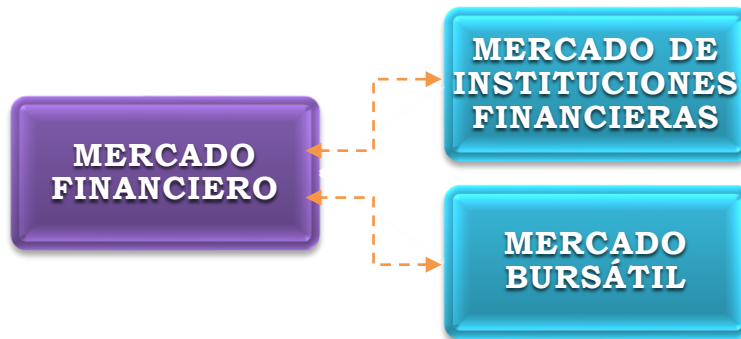 MERCADO
FINANCIERO
MERCADO DE
INSTITUCIONES
FINANCIERAS
MERCADO
BURSÁTIL